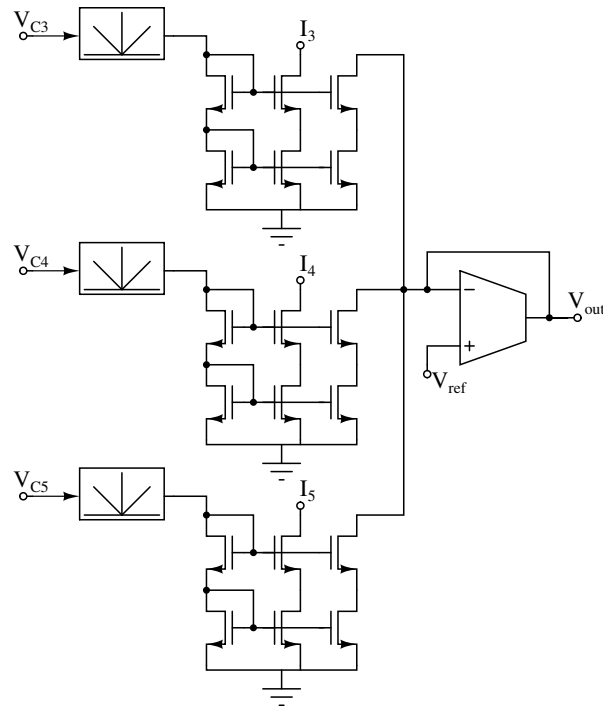 V_C3
I_3
V_C4
I_4
−
V_out
+
V_ref
V_C5
I_5